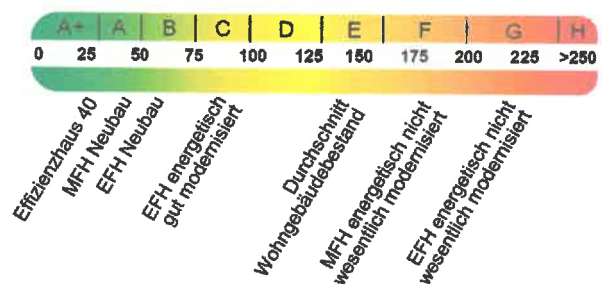 A+ A B C D E F G H
0 25 50 75 100 125 150 175 200 225 >250
Effizienzhaus 40
MFH Neubau
EFH Neubau
EFH energetisch
gut modernisiert
Durchschnitt
Wohngebäudebestand
MFH energetisch nicht
wesentlich modernisiert
EFH energetisch nicht
wesentlich modernisiert